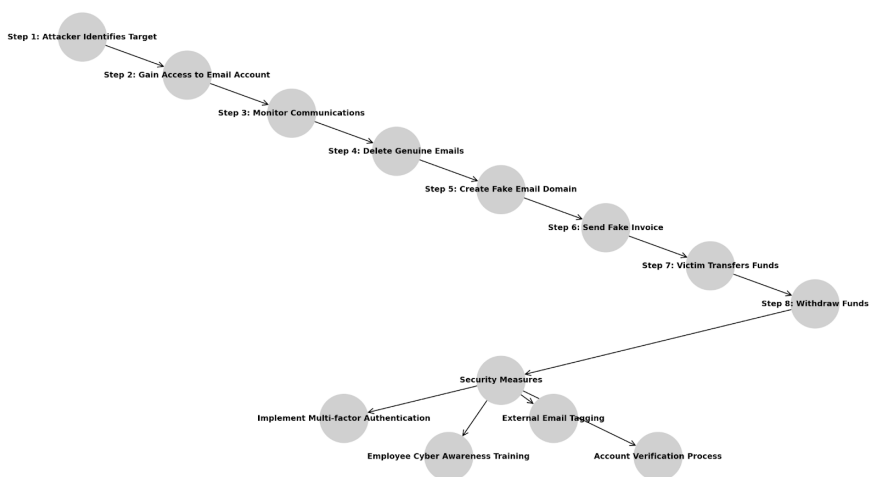 Step 1: Attacker Identifies Target
Step 2: Gain Access to Email Account
Step 3: Monitor Communications
Step 4: Delete Genuine Emails
Step 5: Create Fake Email Domain
Step 6: Send Fake Invoice
Step 7: Victim Transfers Funds
Step 8: Withdraw Funds
Security Measures
Implement Multi-factor Authentication
External Email Tagging
Employee Cyber Awareness Training
Account Verification Process